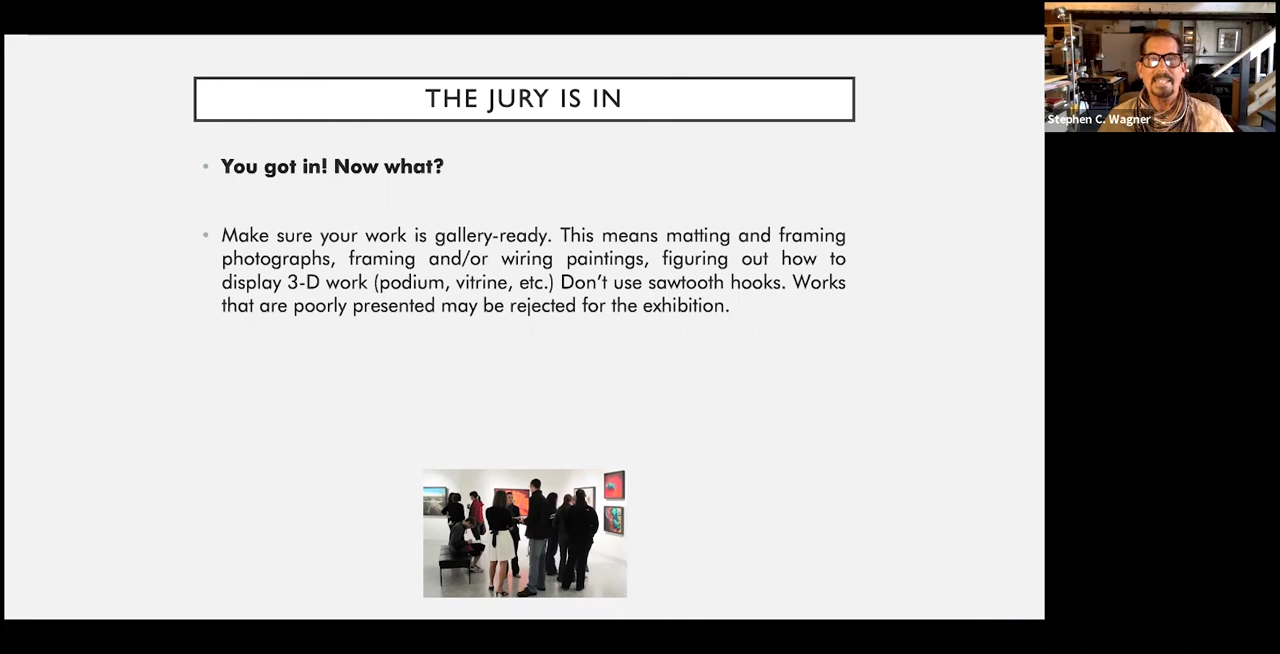 THE JURY IS IN
• You got in! Now what?
• Make sure your work is gallery-ready. This means matting and framing
photographs, framing and/or wiring paintings, figuring out how to
display 3-D work (podium, vitrine, etc.) Don't use sawtooth hooks. Works
that are poorly presented may be rejected for the exhibition.
Stephen C. Wagner